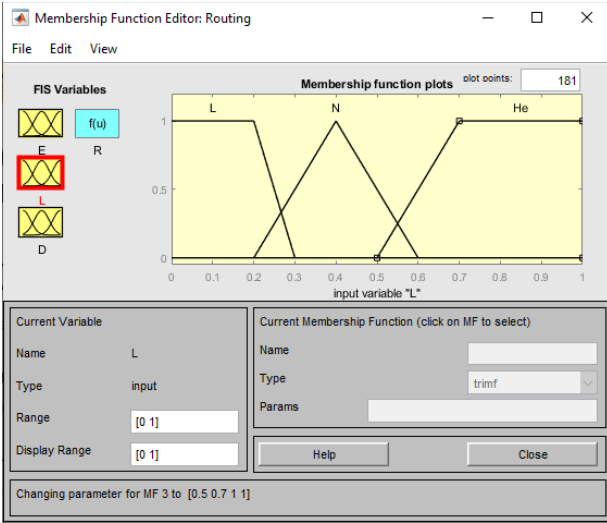 Membership Function Editor: Routing
File Edit View
FIS Variables
f(u)
E R
L
D
Membership function plots plot points: 181
L N He
1
0.5
0
0 0.1 0.2 0.3 0.4 0.5 0.6 0.7 0.8 0.9 1
input variable "L"
Current Variable
Name L
Type input
Range [0 1]
Display Range [0 1]
Current Membership Function (click on MF to select)
Name
Type trimf
Params
Help Close
Changing parameter for MF 3 to [0.5 0.7 1 1]